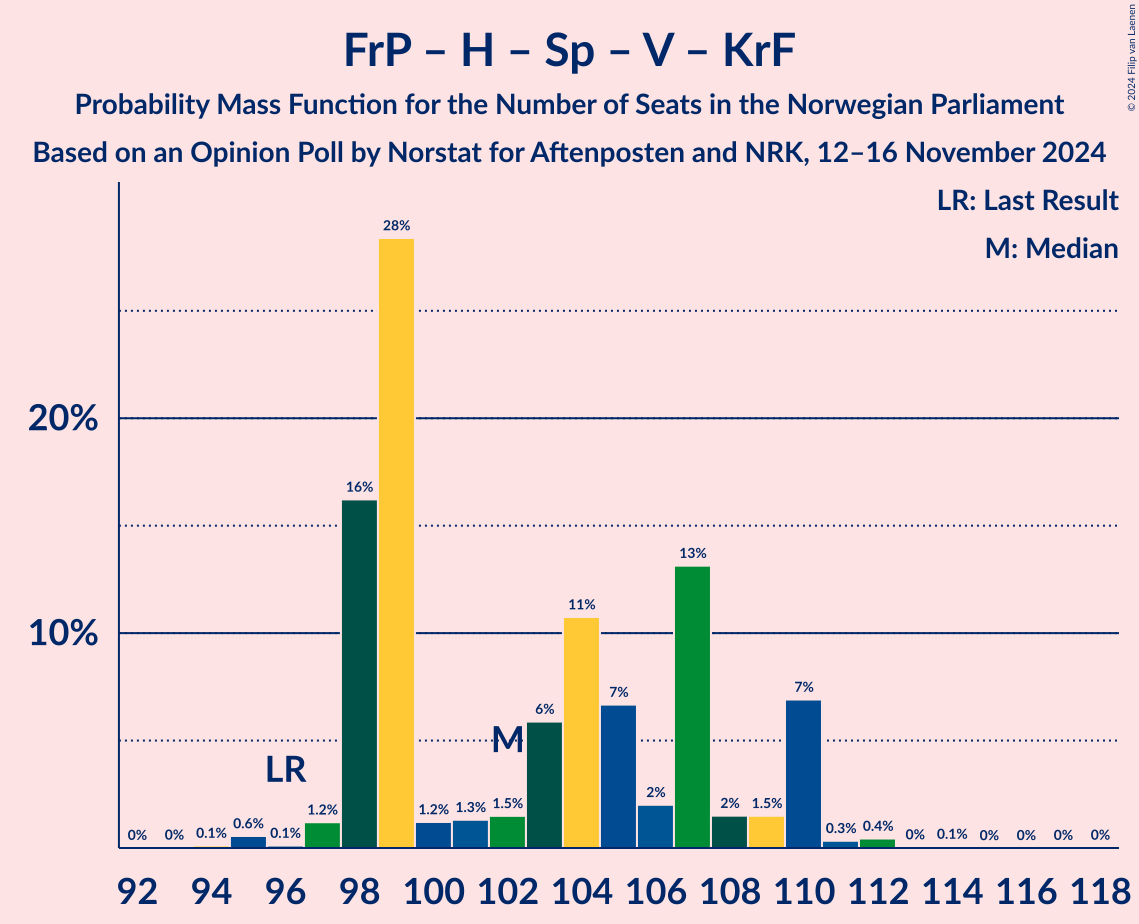 © 2024 Filip van Laenen
FrP – H – Sp – V – KrF
Probability Mass Function for the Number of Seats in the Norwegian Parliament
Based on an Opinion Poll by Norstat for Aftenposten and NRK, 12–16 November 2024
LR: Last Result
M: Median
28%
20%
16%
13%
11%
10%
7%
7%
6%
M
LR
2%
2%
1.5%
1.5%
1.3%
1.2%
1.2%
0.6%
0.4%
0.3%
0% 0% 0.1% 0.1% 0% 0.1% 0% 0% 0% 0%
92 94 96 98 100 102 104 106 108 110 112 114 116 118